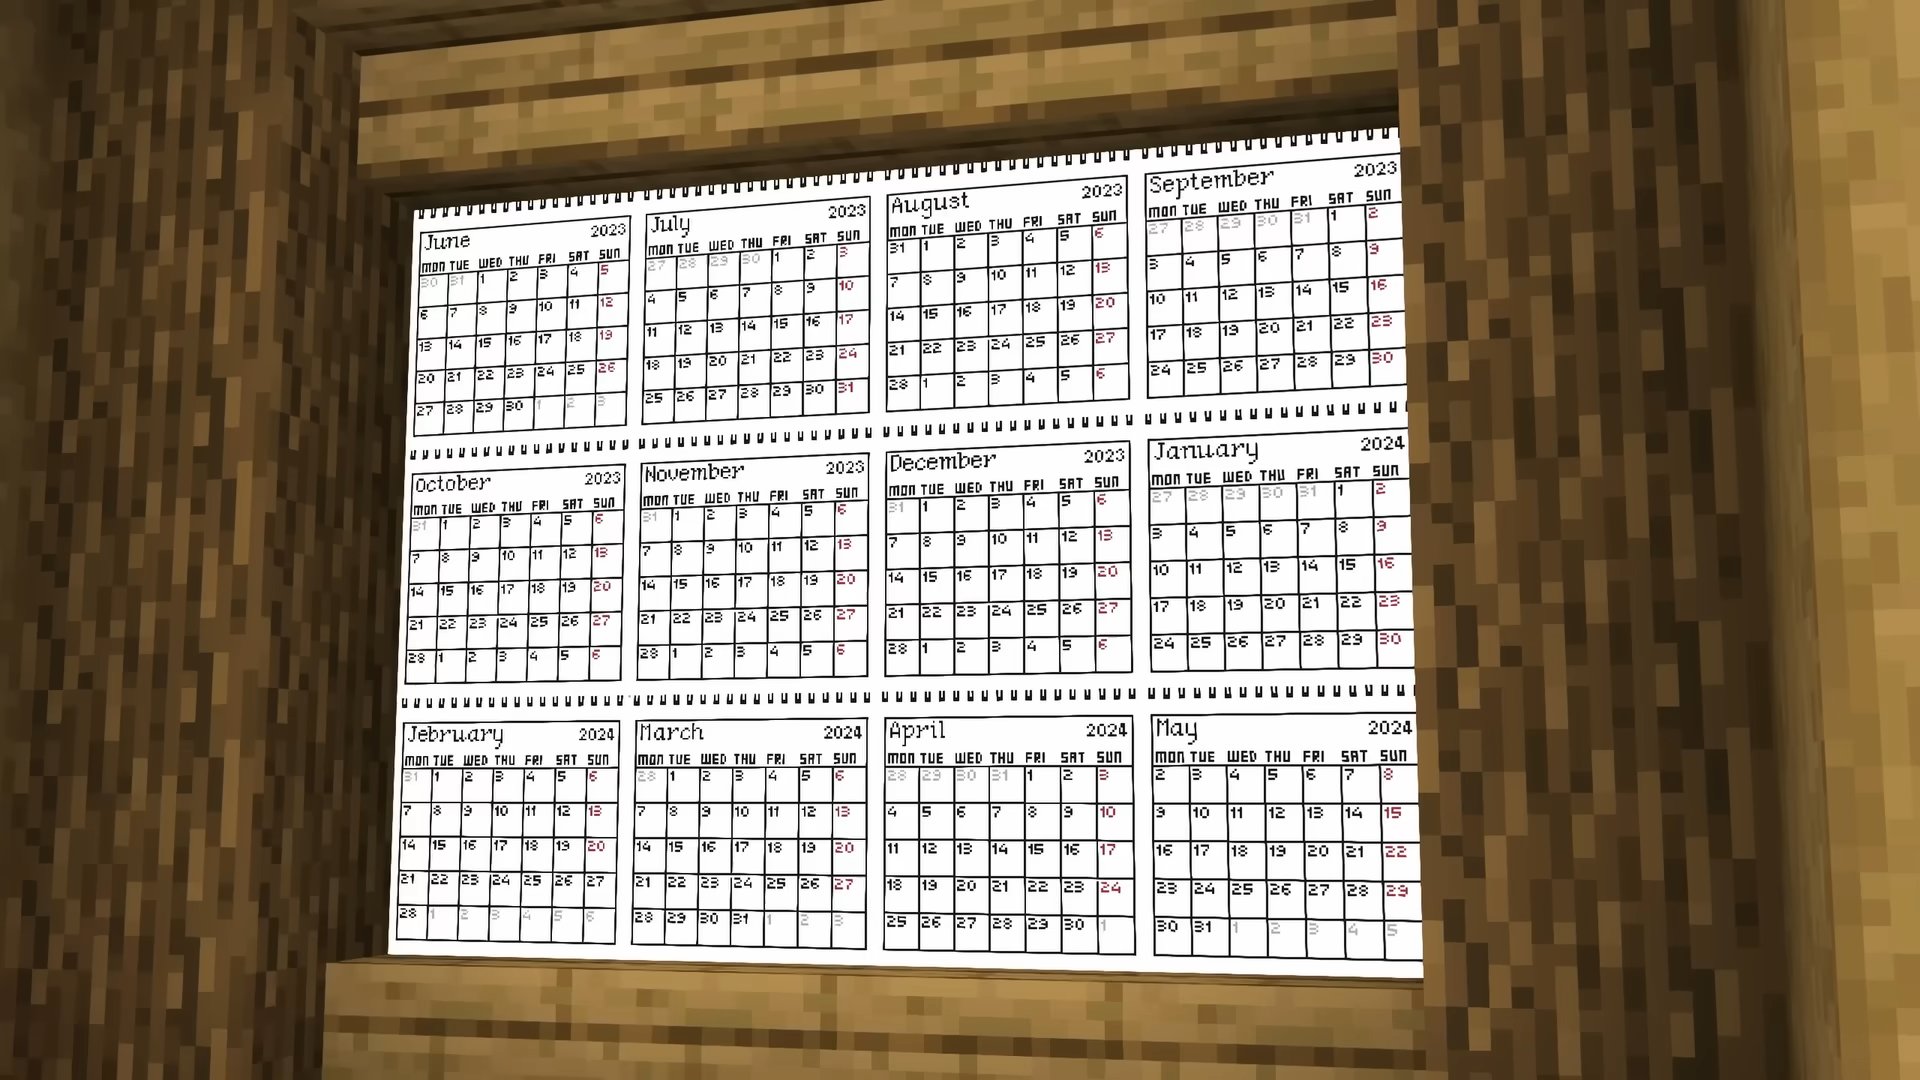 June 2023
MON TUE WED THU FRI SAT SUN
30 31 1 2 3 4 5
6 7 8 9 10 11 12
13 14 15 16 17 18 19
20 21 22 23 24 25 26
27 28 29 30 1 2 3
July 2023
MON TUE WED THU FRI SAT SUN
27 28 29 30 1 2 3
4 5 6 7 8 9 10
11 12 13 14 15 16 17
18 19 20 21 22 23 24
25 26 27 28 29 30 31
August 2023
MON TUE WED THU FRI SAT SUN
31 1 2 3 4 5 6
7 8 9 10 11 12 13
14 15 16 17 18 19 20
21 22 23 24 25 26 27
28 1 2 3 4 5 6
September 2023
MON TUE WED THU FRI SAT SUN
27 28 29 30 31 1 2
3 4 5 6 7 8 9
10 11 12 13 14 15 16
17 18 19 20 21 22 23
24 25 26 27 28 29 30
October 2023
MON TUE WED THU FRI SAT SUN
31 1 2 3 4 5 6
7 8 9 10 11 12 13
14 15 16 17 18 19 20
21 22 23 24 25 26 27
28 1 2 3 4 5 6
November 2023
MON TUE WED THU FRI SAT SUN
31 1 2 3 4 5 6
7 8 9 10 11 12 13
14 15 16 17 18 19 20
21 22 23 24 25 26 27
28 1 2 3 4 5 6
December 2023
MON TUE WED THU FRI SAT SUN
31 1 2 3 4 5 6
7 8 9 10 11 12 13
14 15 16 17 18 19 20
21 22 23 24 25 26 27
28 1 2 3 4 5 6
January 2024
MON TUE WED THU FRI SAT SUN
27 28 29 30 31 1 2
3 4 5 6 7 8 9
10 11 12 13 14 15 16
17 18 19 20 21 22 23
24 25 26 27 28 29 30
Jebruary 2024
MON TUE WED THU FRI SAT SUN
31 1 2 3 4 5 6
7 8 9 10 11 12 13
14 15 16 17 18 19 20
21 22 23 24 25 26 27
28 1 2 3 4 5 6
March 2024
MON TUE WED THU FRI SAT SUN
28 1 2 3 4 5 6
7 8 9 10 11 12 13
14 15 16 17 18 19 20
21 22 23 24 25 26 27
28 29 30 31 1 2 3
April 2024
MON TUE WED THU FRI SAT SUN
28 29 30 31 1 2 3
4 5 6 7 8 9 10
11 12 13 14 15 16 17
18 19 20 21 22 23 24
25 26 27 28 29 30 1
May 2024
MON TUE WED THU FRI SAT SUN
2 3 4 5 6 7 8
9 10 11 12 13 14 15
16 17 18 19 20 21 22
23 24 25 26 27 28 29
30 31 1 2 3 4 5